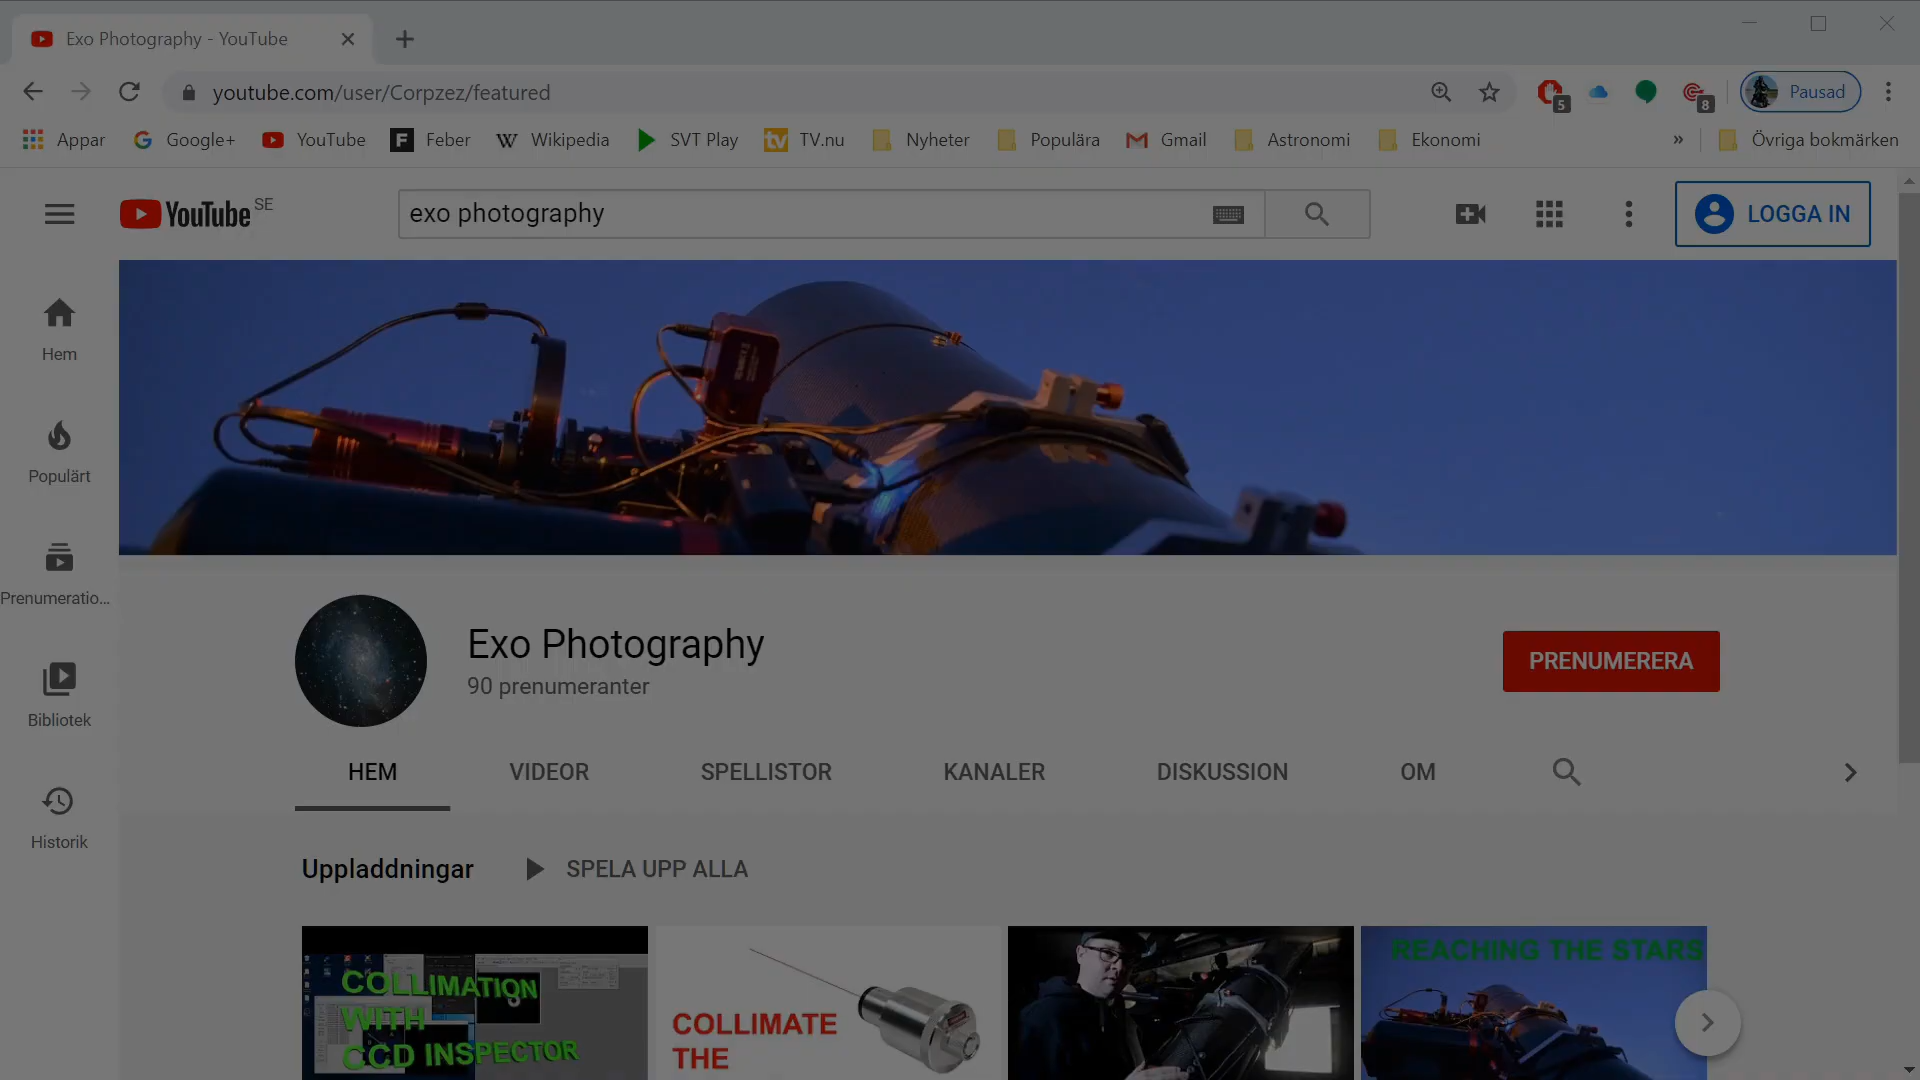 Exo Photography - YouTube
youtube.com/user/Corpzez/featured
5
8
Pausad
Appar
Google+
YouTube
Feber
Wikipedia
SVT Play
TV.nu
Nyheter
Populära
Gmail
Astronomi
Ekonomi
»
Övriga bokmärken
YouTube SE
exo photography
LOGGA IN
Hem
Populärt
Prenumeratio...
Bibliotek
Historik
Exo Photography
90 prenumeranter
PRENUMERERA
HEM
VIDEOR
SPELLISTOR
KANALER
DISKUSSION
OM
Uppladdningar
SPELA UPP ALLA
COLLIMATION
WITH
CCD INSPECTOR
COLLIMATE
THE
REACHING THE STARS